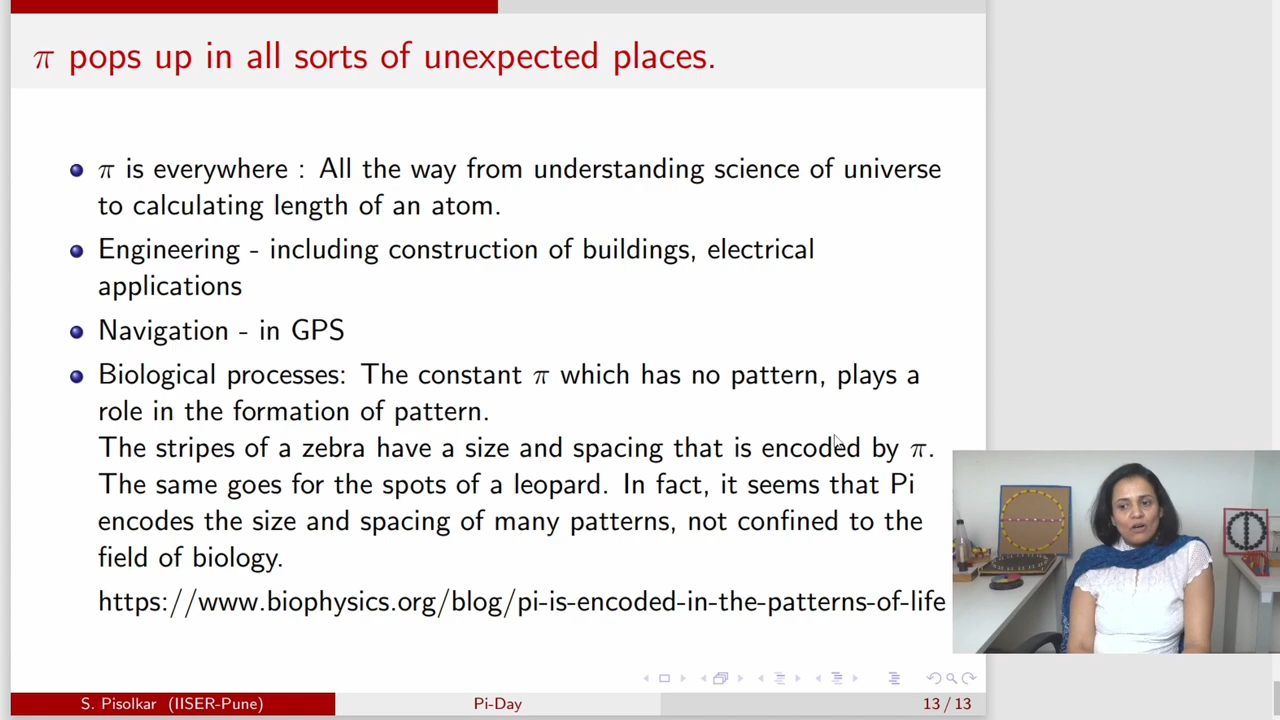 π pops up in all sorts of unexpected places.
π is everywhere : All the way from understanding science of universe
to calculating length of an atom.
Engineering - including construction of buildings, electrical
applications
Navigation - in GPS
Biological processes: The constant π which has no pattern, plays a
role in the formation of pattern.
The stripes of a zebra have a size and spacing that is encoded by π.
The same goes for the spots of a leopard. In fact, it seems that Pi
encodes the size and spacing of many patterns, not confined to the
field of biology.
https://www.biophysics.org/blog/pi-is-encoded-in-the-patterns-of-life
S. Pisolkar (IISER-Pune)
Pi-Day
13 / 13